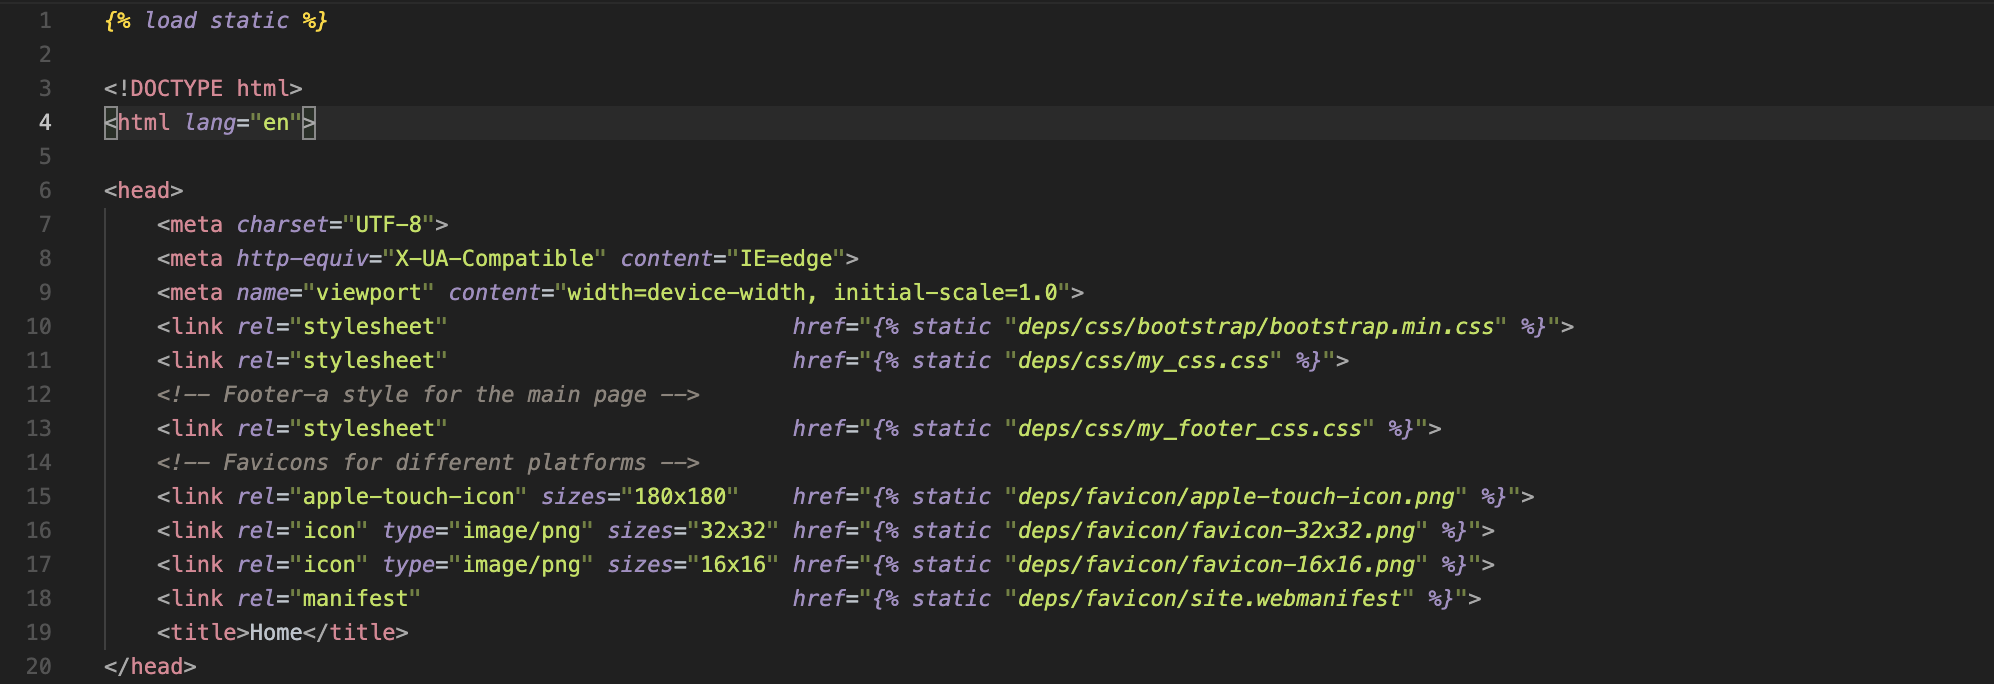 1 {% load static %}
2
3 <!DOCTYPE html>
4 <html lang="en">
5
6 <head>
7     <meta charset="UTF-8">
8     <meta http-equiv="X-UA-Compatible" content="IE=edge">
9     <meta name="viewport" content="width=device-width, initial-scale=1.0">
10     <link rel="stylesheet"                          href="{% static "deps/css/bootstrap/bootstrap.min.css" %}">
11     <link rel="stylesheet"                          href="{% static "deps/css/my_css.css" %}">
12     <!-- Footer-a style for the main page -->
13     <link rel="stylesheet"                          href="{% static "deps/css/my_footer_css.css" %}">
14     <!-- Favicons for different platforms -->
15     <link rel="apple-touch-icon" sizes="180x180"    href="{% static "deps/favicon/apple-touch-icon.png" %}">
16     <link rel="icon" type="image/png" sizes="32x32" href="{% static "deps/favicon/favicon-32x32.png" %}">
17     <link rel="icon" type="image/png" sizes="16x16" href="{% static "deps/favicon/favicon-16x16.png" %}">
18     <link rel="manifest"                            href="{% static "deps/favicon/site.webmanifest" %}">
19     <title>Home</title>
20 </head>